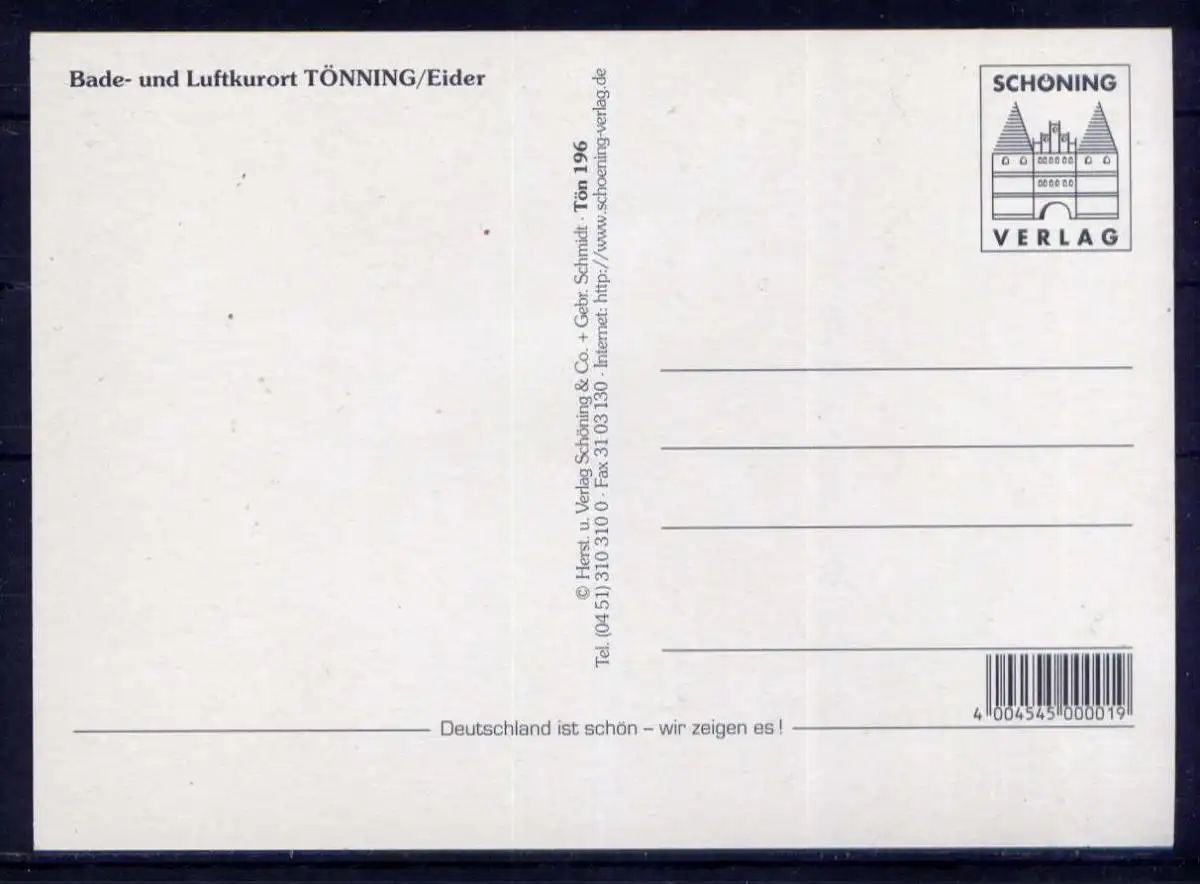 Bade- und Luftkurort TÖNNING/Eider
© Herst. u. Verlag Schöning & Co. + Gebr. Schmidt · Tön 196
Tel. (04 51) 310 310 0 · Fax 31 03 130 · Internet: http://www.schoening-verlag.de
SCHÖNING
VERLAG
4 004545 000019
Deutschland ist schön – wir zeigen es !